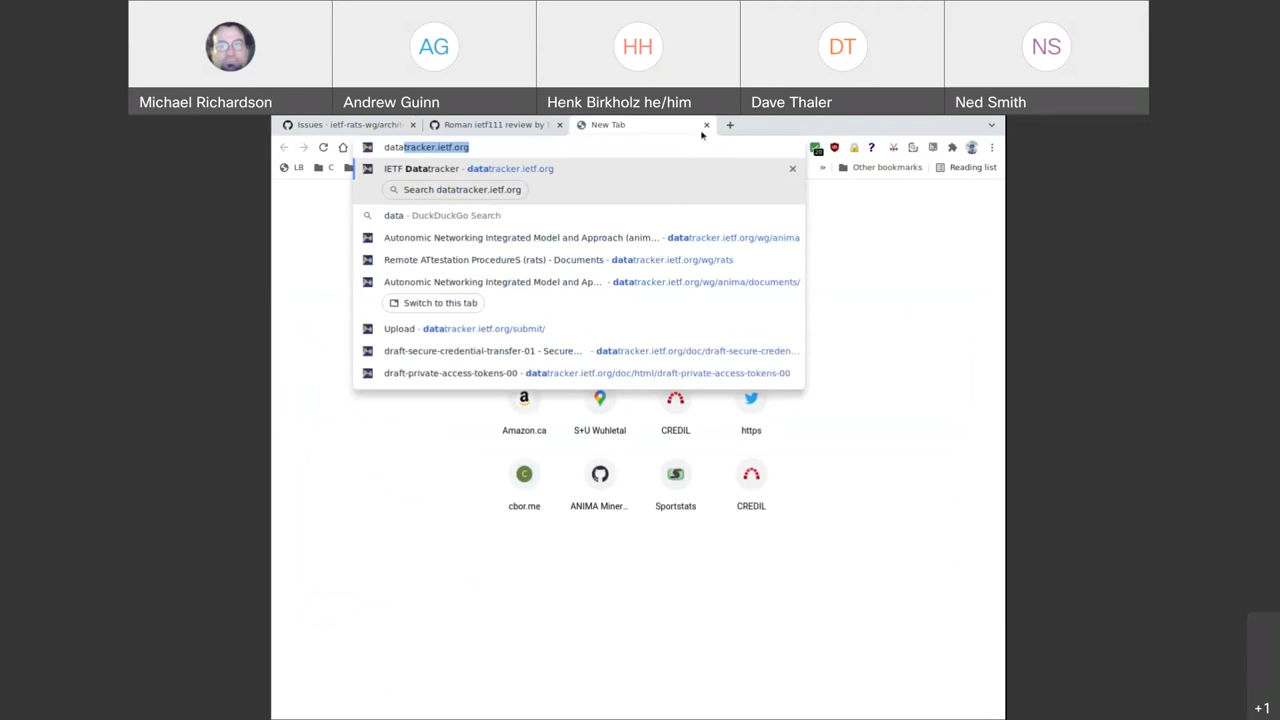 AG
HH
DT
NS
Michael Richardson
Andrew Guinn
Henk Birkholz he/him
Dave Thaler
Ned Smith
Issues · ietf-rats-wg/archit
Roman ietf111 review by l
New Tab
datatracker.ietf.org
20
LB
C
»
Other bookmarks
Reading list
IETF Datatracker - datatracker.ietf.org
Search datatracker.ietf.org
data - DuckDuckGo Search
Autonomic Networking Integrated Model and Approach (anim... - datatracker.ietf.org/wg/anima
Remote ATtestation ProcedureS (rats) - Documents - datatracker.ietf.org/wg/rats
Autonomic Networking Integrated Model and Ap... - datatracker.ietf.org/wg/anima/documents/
Switch to this tab
Upload - datatracker.ietf.org/submit/
draft-secure-credential-transfer-01 - Secure... - datatracker.ietf.org/doc/draft-secure-creden...
draft-private-access-tokens-00 - datatracker.ietf.org/doc/html/draft-private-access-tokens-00
Amazon.ca
S+U Wuhletal
CREDIL
https
C
cbor.me
ANIMA Miner...
Sportstats
CREDIL
+1